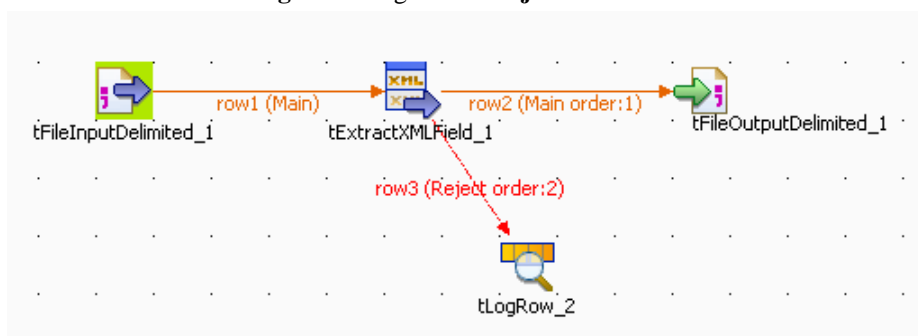 row1 (Main)
row2 (Main order:1)
tFileInputDelimited_1
tExtractXMLField_1
tFileOutputDelimited_1
row3 (Reject order:2)
tLogRow_2